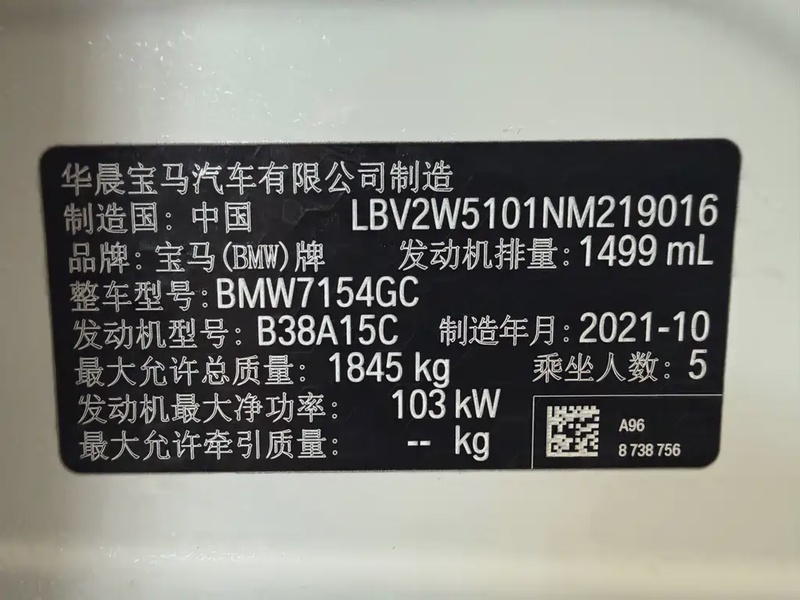 华晨宝马汽车有限公司制造
制造国: 中国 LBV2W5101NM219016
品牌: 宝马(BMW)牌 发动机排量: 1499 mL
整车型号: BMW7154GC
发动机型号: B38A15C 制造年月: 2021-10
最大允许总质量: 1845 kg 乘坐人数: 5
发动机最大净功率: 103 kW
最大允许牵引质量: -- kg
A96
8 738 756